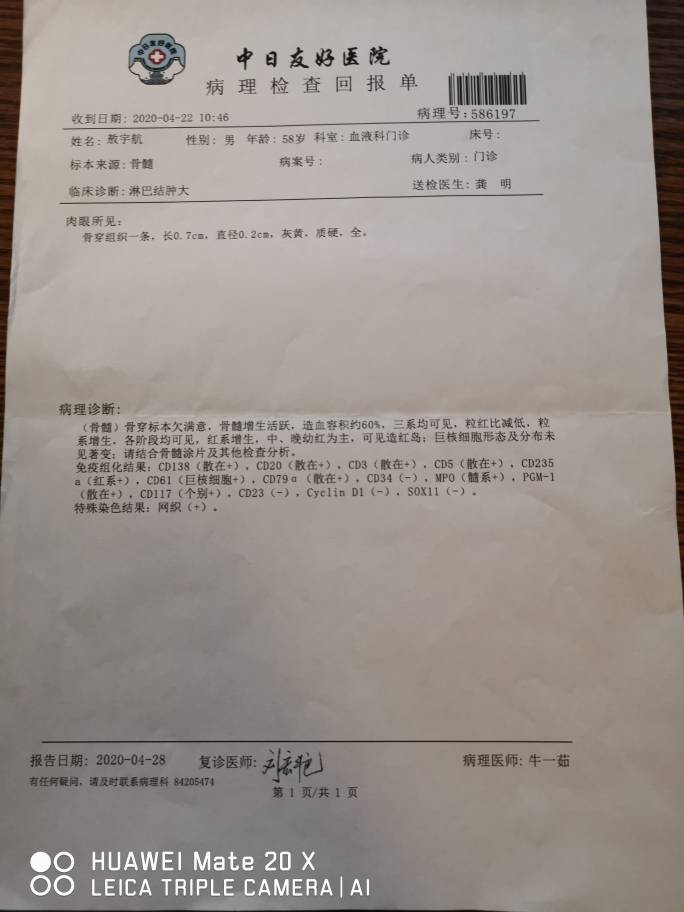 中日友好医院
中日友好医院
病理检查回报单
收到日期: 2020-04-22 10:46
病理号: 586197
姓名: 敖宇航 性别: 男 年龄: 58岁 科室: 血液科门诊 床号:
标本来源: 骨髓 病案号: 病人类别: 门诊
临床诊断: 淋巴结肿大 送检医生: 龚 明
肉眼所见:
骨穿组织一条, 长0.7cm, 直径0.2cm, 灰黄, 质硬, 全。
病理诊断:
(骨髓) 骨穿标本欠满意, 骨髓增生活跃, 造血容积约60%, 三系均可见, 粒红比减低, 粒
系增生, 各阶段均可见, 红系增生, 中、晚幼红为主, 可见造红岛; 巨核细胞形态及分布未
见著变; 请结合骨髓涂片及其他检查分析。
免疫组化结果: CD138 (散在+), CD20 (散在+), CD3 (散在+), CD5 (散在+), CD235
a (红系+), CD61 (巨核细胞+), CD79α (散在+), CD34 (-), MPO (髓系+), PGM-1
(散在+), CD117 (个别+), CD23 (-), Cyclin D1 (-), SOX11 (-)。
特殊染色结果: 网织 (+)。
报告日期: 2020-04-28 复诊医师: 病理医师: 牛一茹
有任何疑问, 请及时联系病理科 84205474
第 1 页/共 1 页
HUAWEI Mate 20 X
LEICA TRIPLE CAMERA | AI